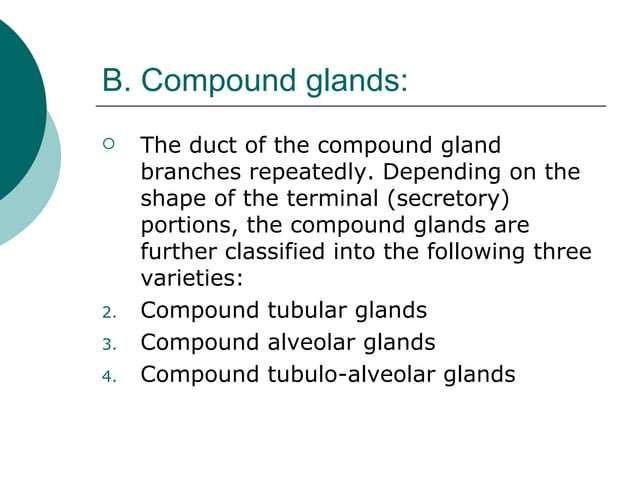 B. Compound glands:
The duct of the compound gland
branches repeatedly. Depending on the
shape of the terminal (secretory)
portions, the compound glands are
further classified into the following three
varieties:
2. Compound tubular glands
3. Compound alveolar glands
4. Compound tubulo-alveolar glands